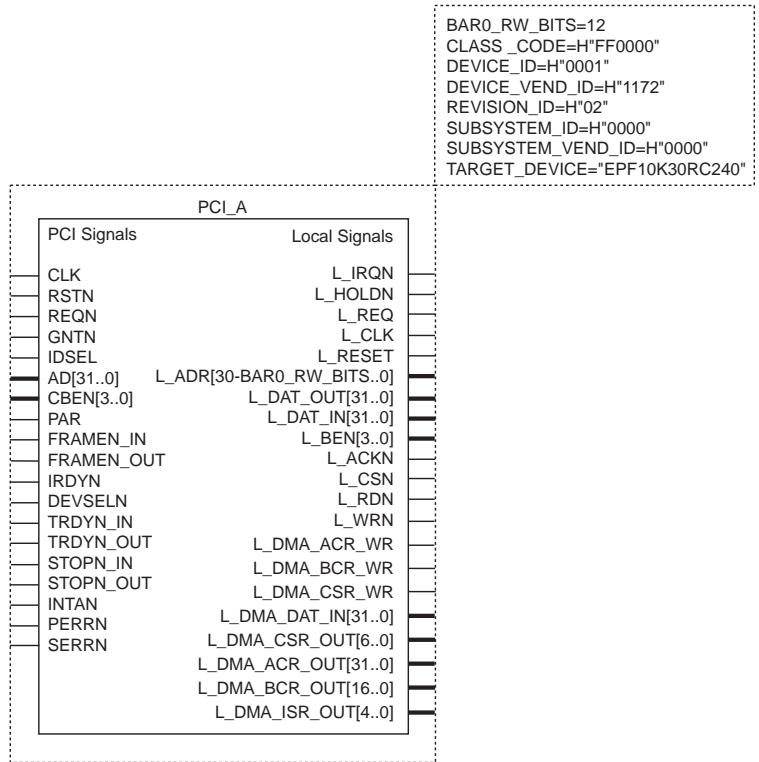 BAR0_RW_BITS=12
CLASS _CODE=H"FF0000"
DEVICE_ID=H"0001"
DEVICE_VEND_ID=H"1172"
REVISION_ID=H"02"
SUBSYSTEM_ID=H"0000"
SUBSYSTEM_VEND_ID=H"0000"
TARGET_DEVICE="EPF10K30RC240"
PCI_A
PCI Signals
CLK
RSTN
REQN
GNTN
IDSEL
AD[31..0]
CBEN[3..0]
PAR
FRAMEN_IN
FRAMEN_OUT
IRDYN
DEVSELN
TRDYN_IN
TRDYN_OUT
STOPN_IN
STOPN_OUT
INTAN
PERRN
SERRN
Local Signals
L_IRQN
L_HOLDN
L_REQ
L_CLK
L_RESET
L_ADR[30-BAR0_RW_BITS..0]
L_DAT_OUT[31..0]
L_DAT_IN[31..0]
L_BEN[3..0]
L_ACKN
L_CSN
L_RDN
L_WRN
L_DMA_ACR_WR
L_DMA_BCR_WR
L_DMA_CSR_WR
L_DMA_DAT_IN[31..0]
L_DMA_CSR_OUT[6..0]
L_DMA_ACR_OUT[31..0]
L_DMA_BCR_OUT[16..0]
L_DMA_ISR_OUT[4..0]